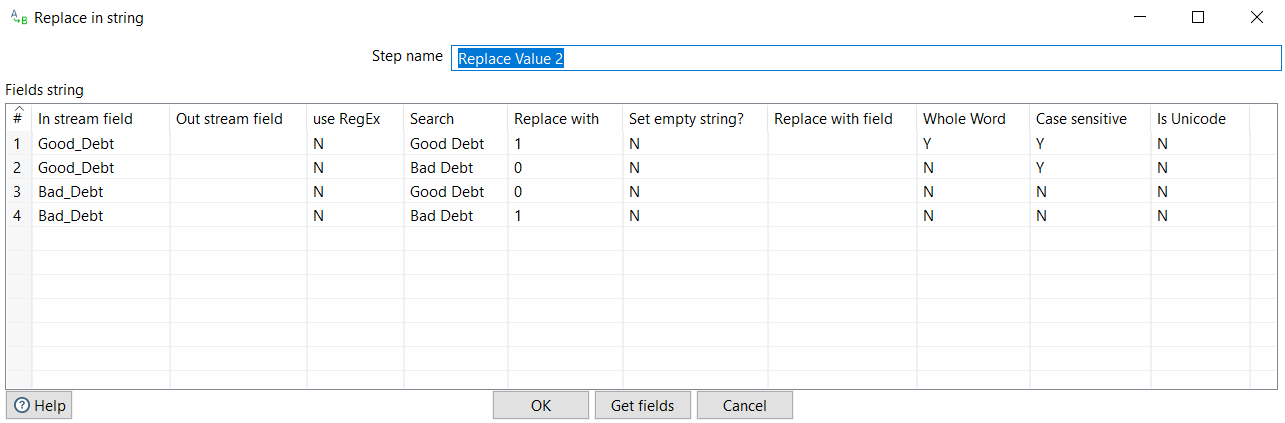 Replace in string
Step name Replace Value 2
Fields string
# In stream field Out stream field use RegEx Search Replace with Set empty string? Replace with field Whole Word Case sensitive Is Unicode
1 Good_Debt N Good Debt 1 N Y Y N
2 Good_Debt N Bad Debt 0 N N Y N
3 Bad_Debt N Good Debt 0 N N N N
4 Bad_Debt N Bad Debt 1 N N N N
Help OK Get fields Cancel